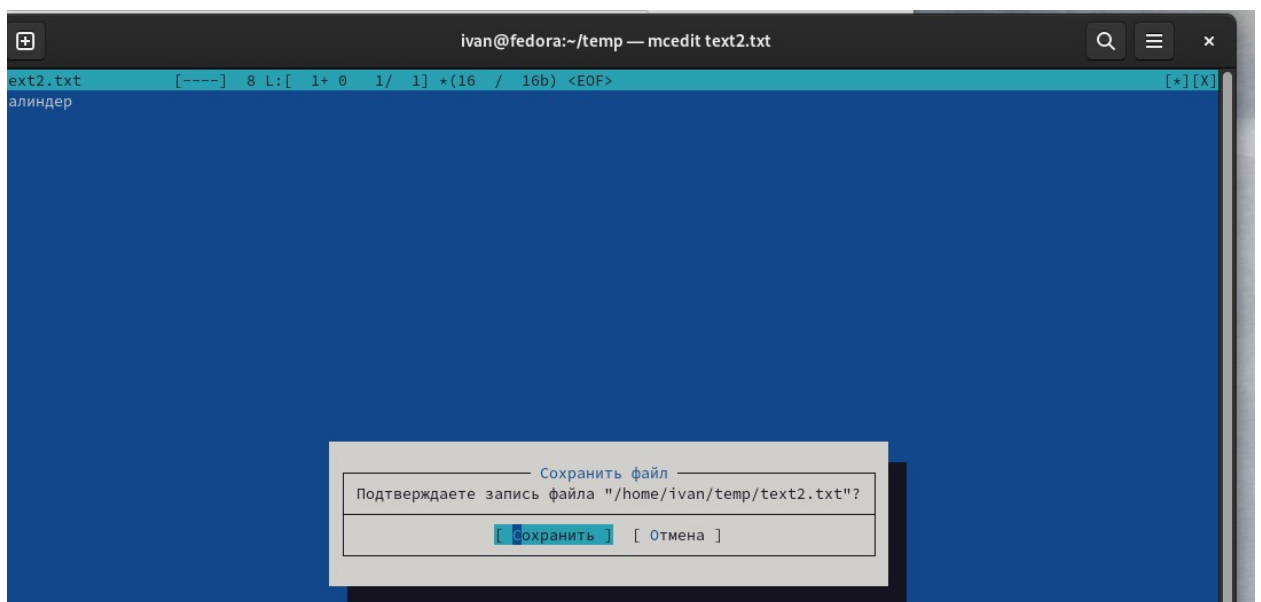 ivan@fedora:~/temp — mcedit text2.txt
ext2.txt [----] 8 L:[ 1+ 0 1/ 1] *(16 / 16b) <EOF> [*][X]
алиндер
Сохранить файл
Подтверждаете запись файла "/home/ivan/temp/text2.txt"?
[ Сохранить ] [ Отмена ]